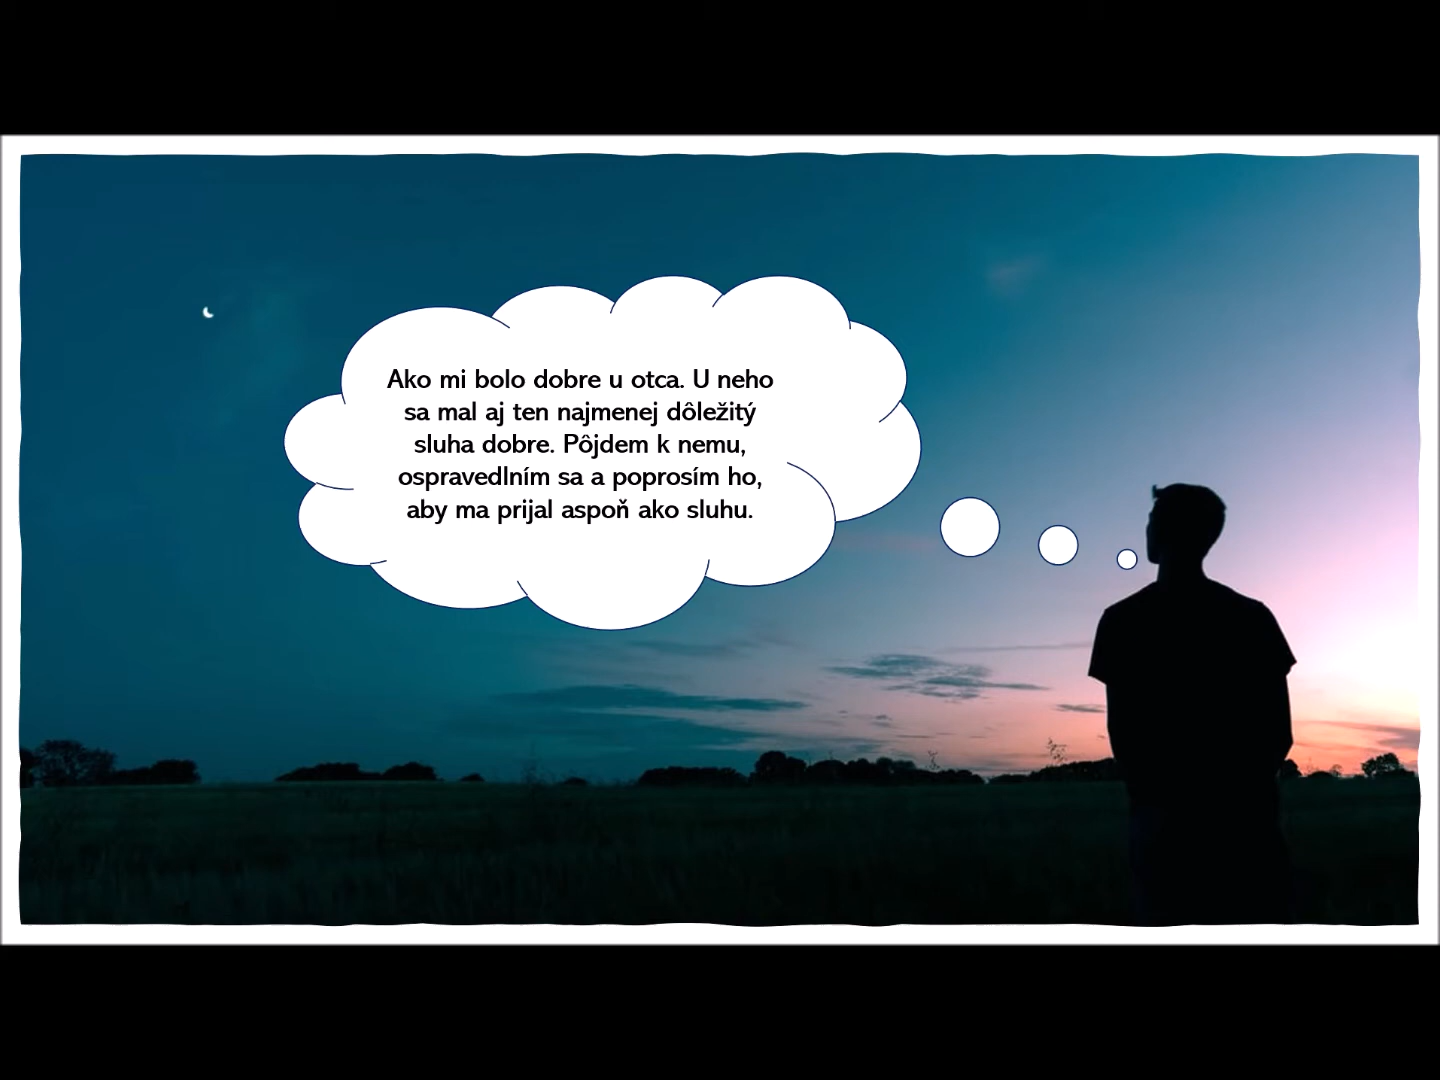 Ako mi bolo dobre u otca. U neho
sa mal aj ten najmenej dôležitý
sluha dobre. Pôjdem k nemu,
ospravedlním sa a poprosím ho,
aby ma prijal aspoň ako sluhu.